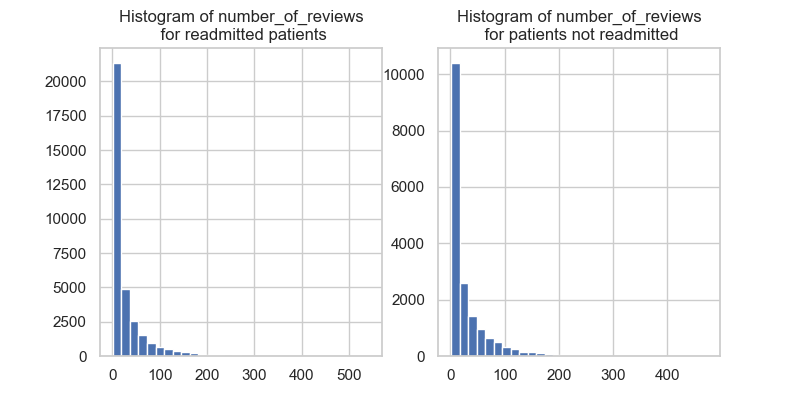 Histogram of number_of_reviews
for readmitted patients
20000
17500
15000
12500
10000
7500
5000
2500
0
0 100 200 300 400 500
Histogram of number_of_reviews
for patients not readmitted
10000
8000
6000
4000
2000
0
0 100 200 300 400